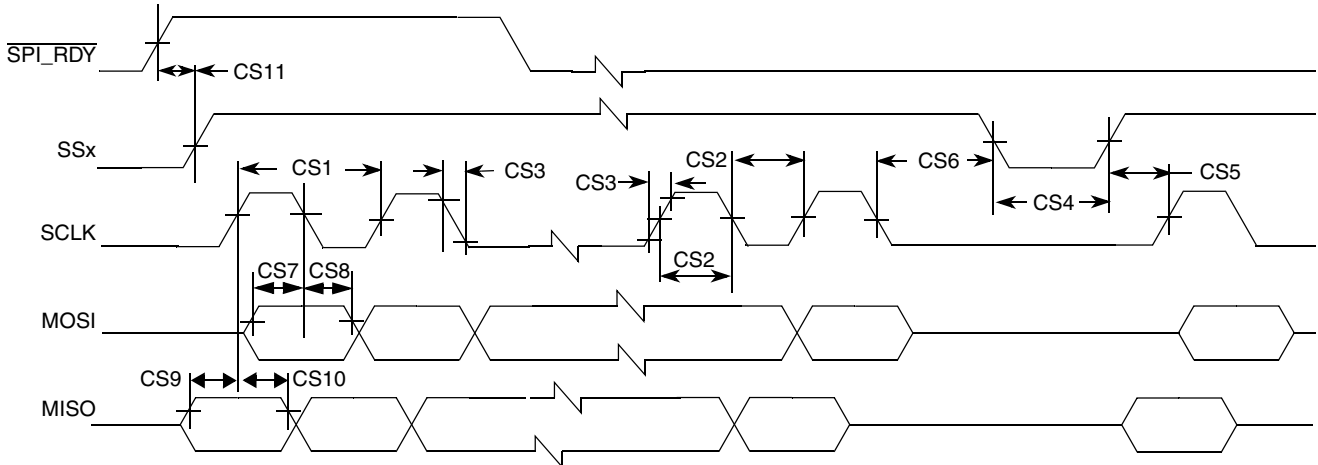 SPI_RDY
CS11
SSx
CS1
CS3
CS3
CS2
CS6
CS4
CS5
SCLK
CS2
CS7
CS8
MOSI
CS9
CS10
MISO